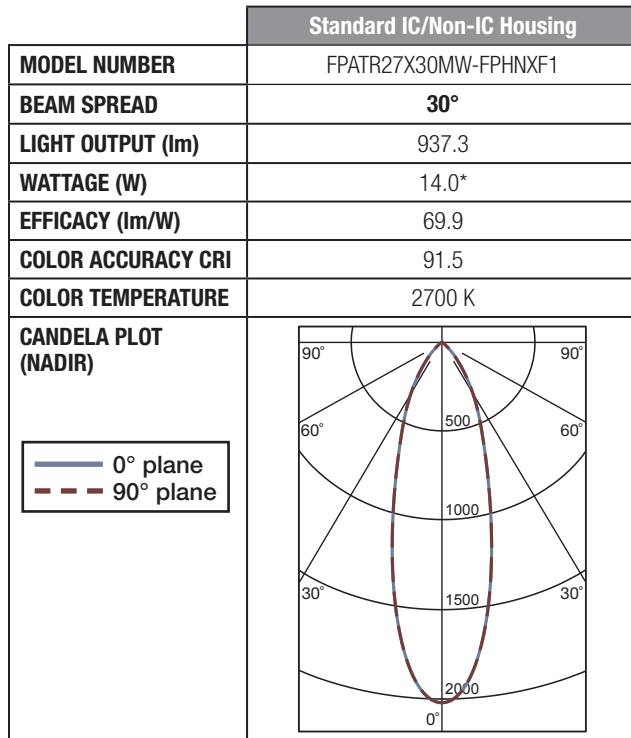 Standard IC/Non-IC Housing
MODEL NUMBER FPATR27X30MW-FPHNXF1
BEAM SPREAD 30°
LIGHT OUTPUT (lm) 937.3
WATTAGE (W) 14.0*
EFFICACY (lm/W) 69.9
COLOR ACCURACY CRI 91.5
COLOR TEMPERATURE 2700 K
CANDELA PLOT
(NADIR)
0° plane
90° plane
90° 90°
500
60° 60°
1000
30° 30°
1500
2000
0°